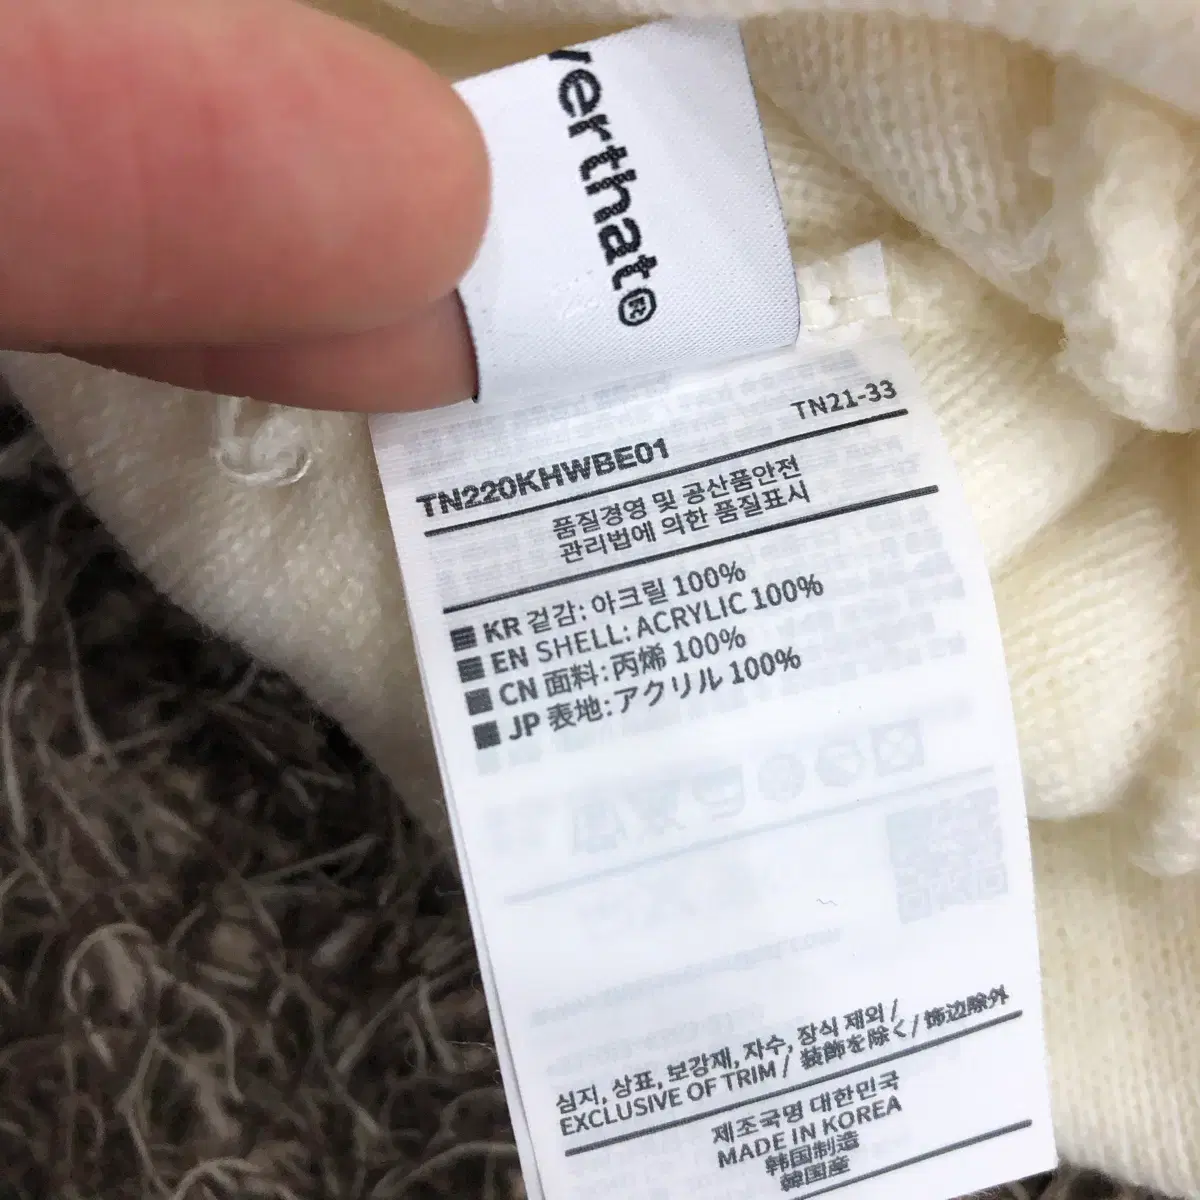 verthat®
TN21-33
TN220KHWBE01
품질경영 및 공산품안전
관리법에 의한 품질표시
KR 겉감: 아크릴 100%
EN SHELL: ACRYLIC 100%
CN 面料: 丙烯 100%
JP 表地: アクリル 100%
심지, 상표, 보강재, 자수, 장식 제외 /
EXCLUSIVE OF TRIM / 装飾を除く / 饰边除外
제조국명 대한민국
MADE IN KOREA
韩国制造
韓国産